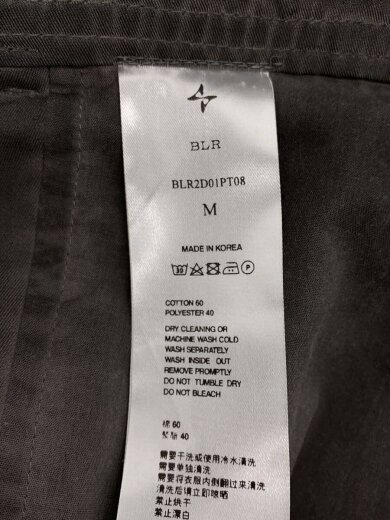 BLR
BLR2D01PT08
M
MADE IN KOREA
COTTON 60
POLYESTER 40
DRY CLEANING OR
MACHINE WASH COLD
WASH SEPARATELY
WASH INSIDE OUT
REMOVE PROMPTLY
DO NOT TUMBLE DRY
DO NOT BLEACH
棉 60
40
需要干洗或使用冷水清洗
需要单独清洗
需要将衣服内侧翻过来清洗
清洗后请立即晾晒
禁止烘干
禁止漂白